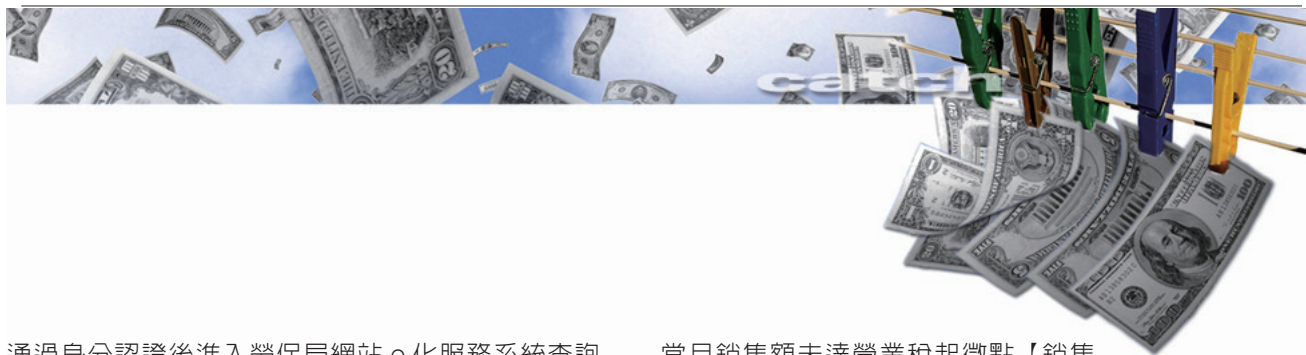 catch
通過身分認證後進入勞保局網站 e 化服務系統查詢
當月銷售額未達營業稅起徵點【銷售